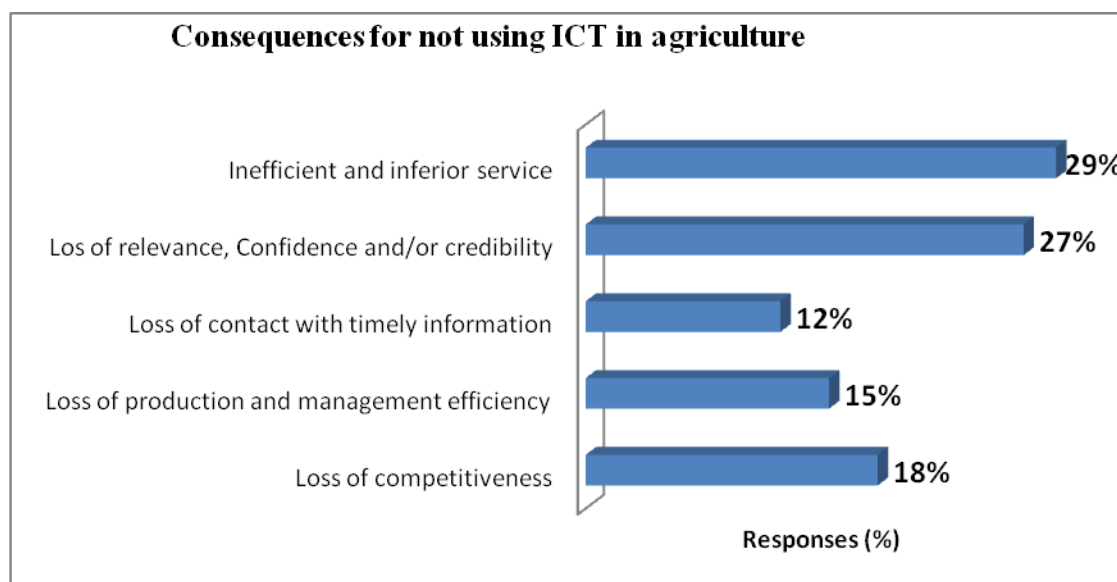 Consequences for not using ICT in agriculture
Inefficient and inferior service
29%
Los of relevance, Confidence and/or credibility
27%
Loss of contact with timely information
12%
Loss of production and management efficiency
15%
Loss of competitiveness
18%
Responses (%)